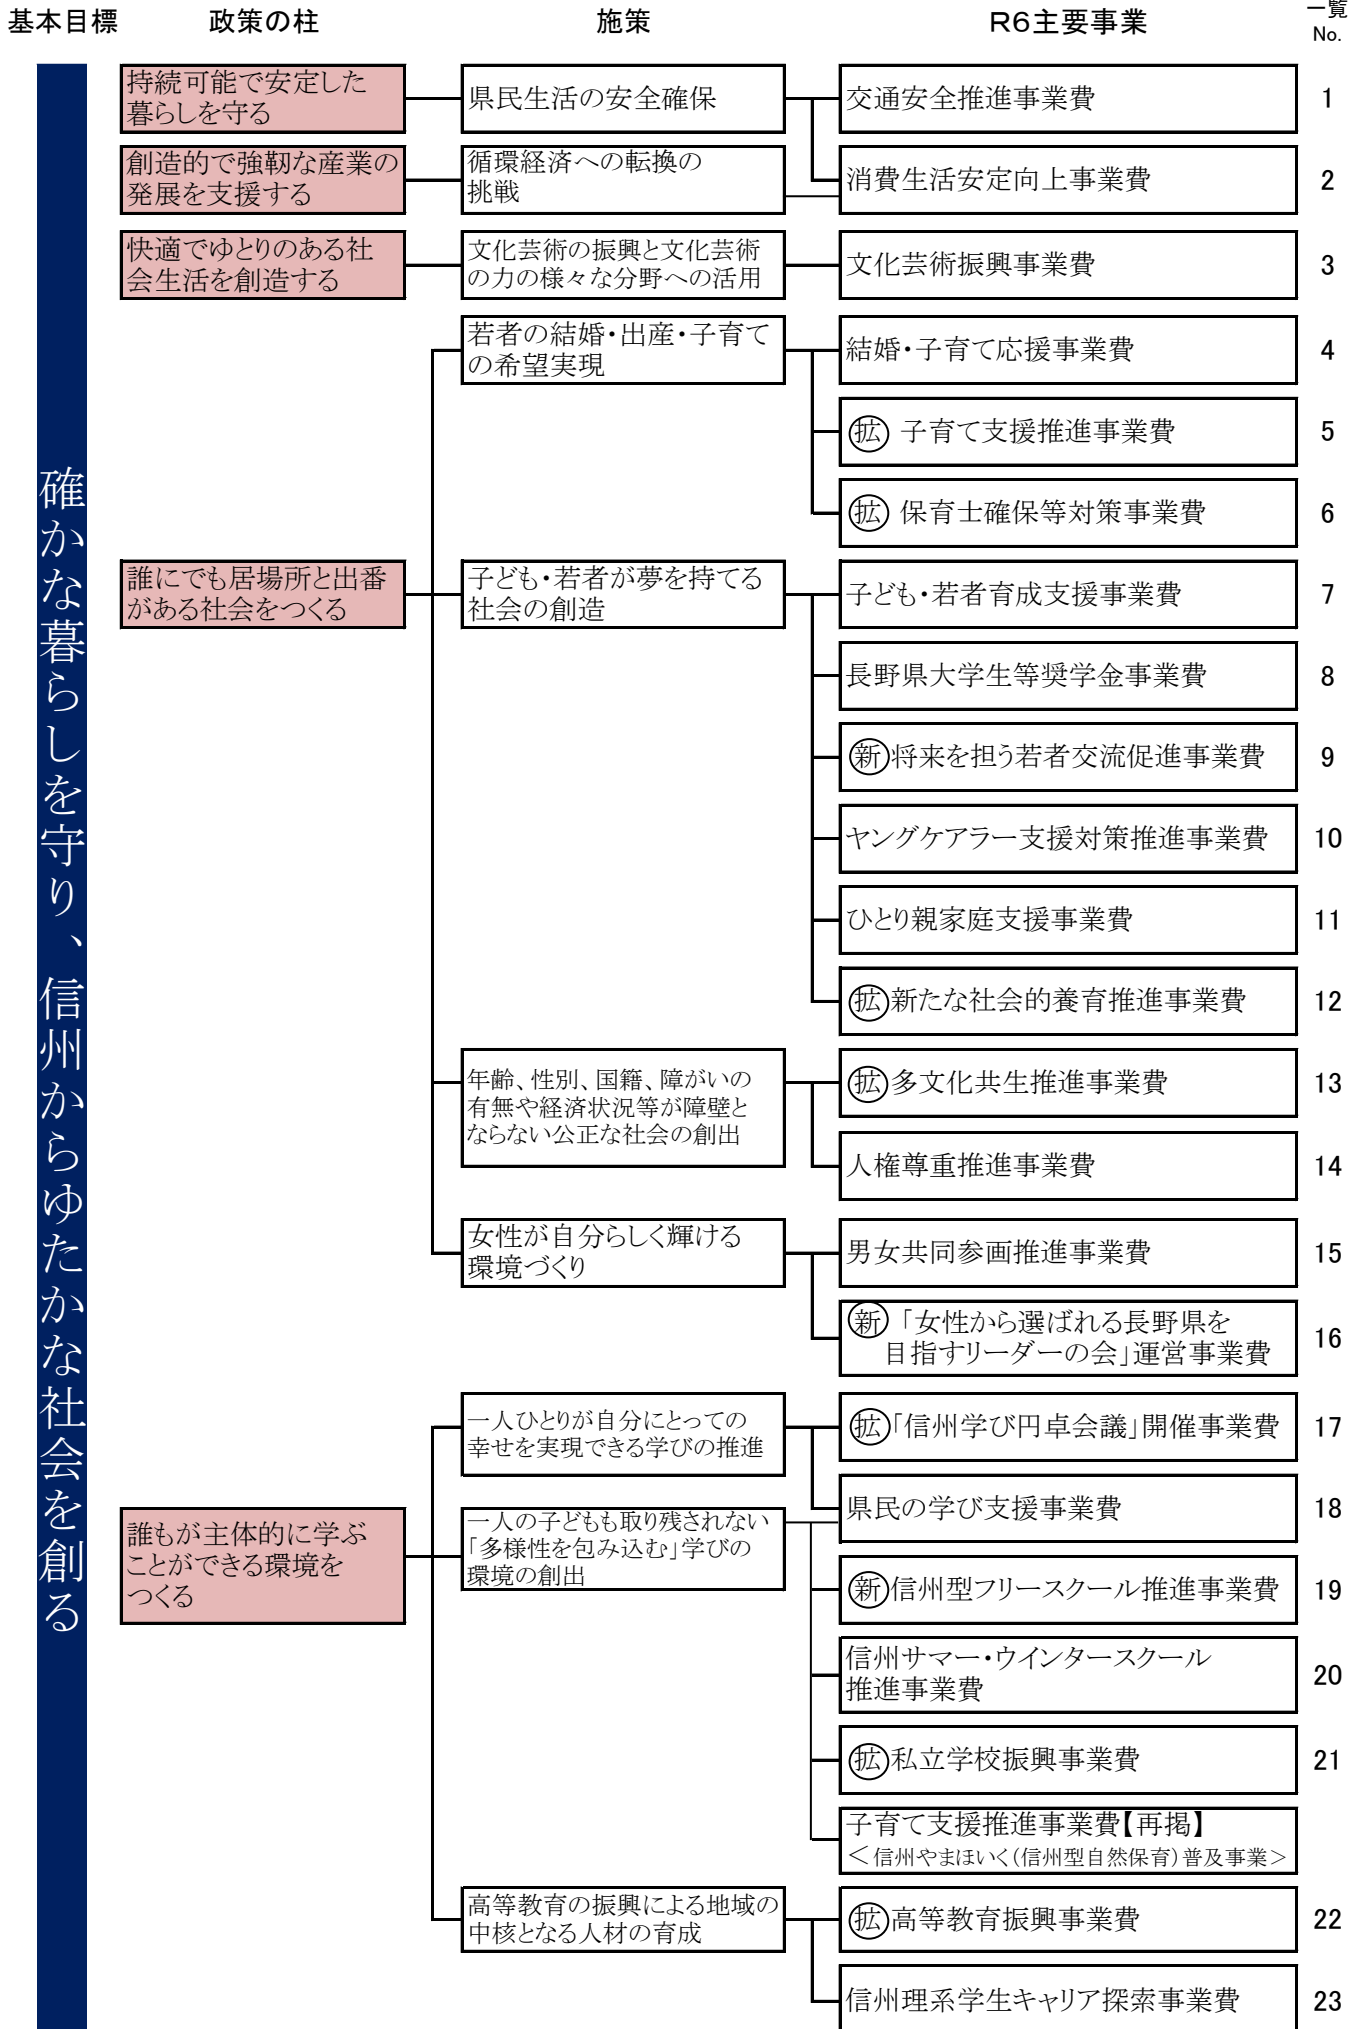 基本目標 政策の柱 施策 R6主要事業 一覧
No.
確かな暮らしを守り、信州からゆたかな社会を創る
持続可能で安定した
暮らしを守る
県民生活の安全確保
交通安全推進事業費 1
創造的で強靭な産業の
発展を支援する
循環経済への転換の
挑戦
消費生活安定向上事業費 2
快適でゆとりのある社
会生活を創造する
文化芸術の振興と文化芸術
の力の様々な分野への活用
文化芸術振興事業費 3
誰にでも居場所と出番
がある社会をつくる
若者の結婚・出産・子育て
の希望実現
結婚・子育て応援事業費 4
拡 子育て支援推進事業費 5
拡 保育士確保等対策事業費 6
子ども・若者が夢を持てる
社会の創造
子ども・若者育成支援事業費 7
長野県大学生等奨学金事業費 8
新 将来を担う若者交流促進事業費 9
ヤングケアラー支援対策推進事業費 10
ひとり親家庭支援事業費 11
拡 新たな社会的養育推進事業費 12
年齢、性別、国籍、障がいの
有無や経済状況等が障壁と
ならない公正な社会の創出
拡 多文化共生推進事業費 13
人権尊重推進事業費 14
女性が自分らしく輝ける
環境づくり
男女共同参画推進事業費 15
新 「女性から選ばれる長野県を
目指すリーダーの会」運営事業費 16
誰もが主体的に学ぶ
ことができる環境を
つくる
一人ひとりが自分にとっての
幸せを実現できる学びの推進
拡 「信州学び円卓会議」開催事業費 17
県民の学び支援事業費 18
一人の子どもも取り残されない
「多様性を包み込む」学びの
環境の創出
新 信州型フリースクール推進事業費 19
信州サマー・ウインタースクール
推進事業費 20
拡 私立学校振興事業費 21
子育て支援推進事業費【再掲】
＜信州やまほいく（信州型自然保育）普及事業＞
高等教育の振興による地域の
中核となる人材の育成
拡 高等教育振興事業費 22
信州理系学生キャリア探索事業費 23